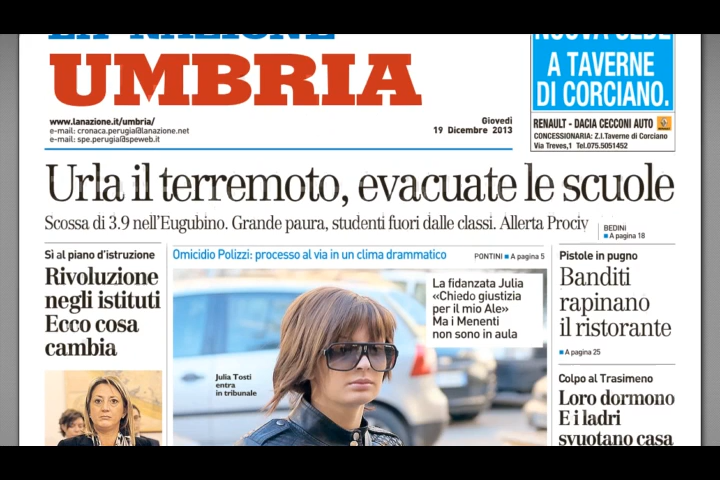 LA NAZIONE
UMBRIA
www.lanazione.it/umbria/
e-mail: cronaca.perugia@lanazione.net
e-mail: spe.perugia@speweb.it
Giovedì
19 Dicembre 2013
NUOVA SEDE
A TAVERNE
DI CORCIANO.
RENAULT - DACIA CECCONI AUTO
CONCESSIONARIA: Z.I.Taverne di Corciano
Via Treves,1 Tel.075.5051452
Urla il terremoto, evacuate le scuole
Scossa di 3.9 nell'Eugubino. Grande paura, studenti fuori dalle classi. Allerta Prociv
BEDINI
A pagina 18
Sì al piano d'istruzione
Rivoluzione
negli istituti
Ecco cosa
cambia
Omicidio Polizzi: processo al via in un clima drammatico
PONTINI A pagina 5
La fidanzata Julia
«Chiedo giustizia
per il mio Ale»
Ma i Menenti
non sono in aula
Julia Tosti
entra
in tribunale
Pistole in pugno
Banditi
rapinano
il ristorante
A pagina 25
Colpo al Trasimeno
Loro dormono
E i ladri
svuotano casa